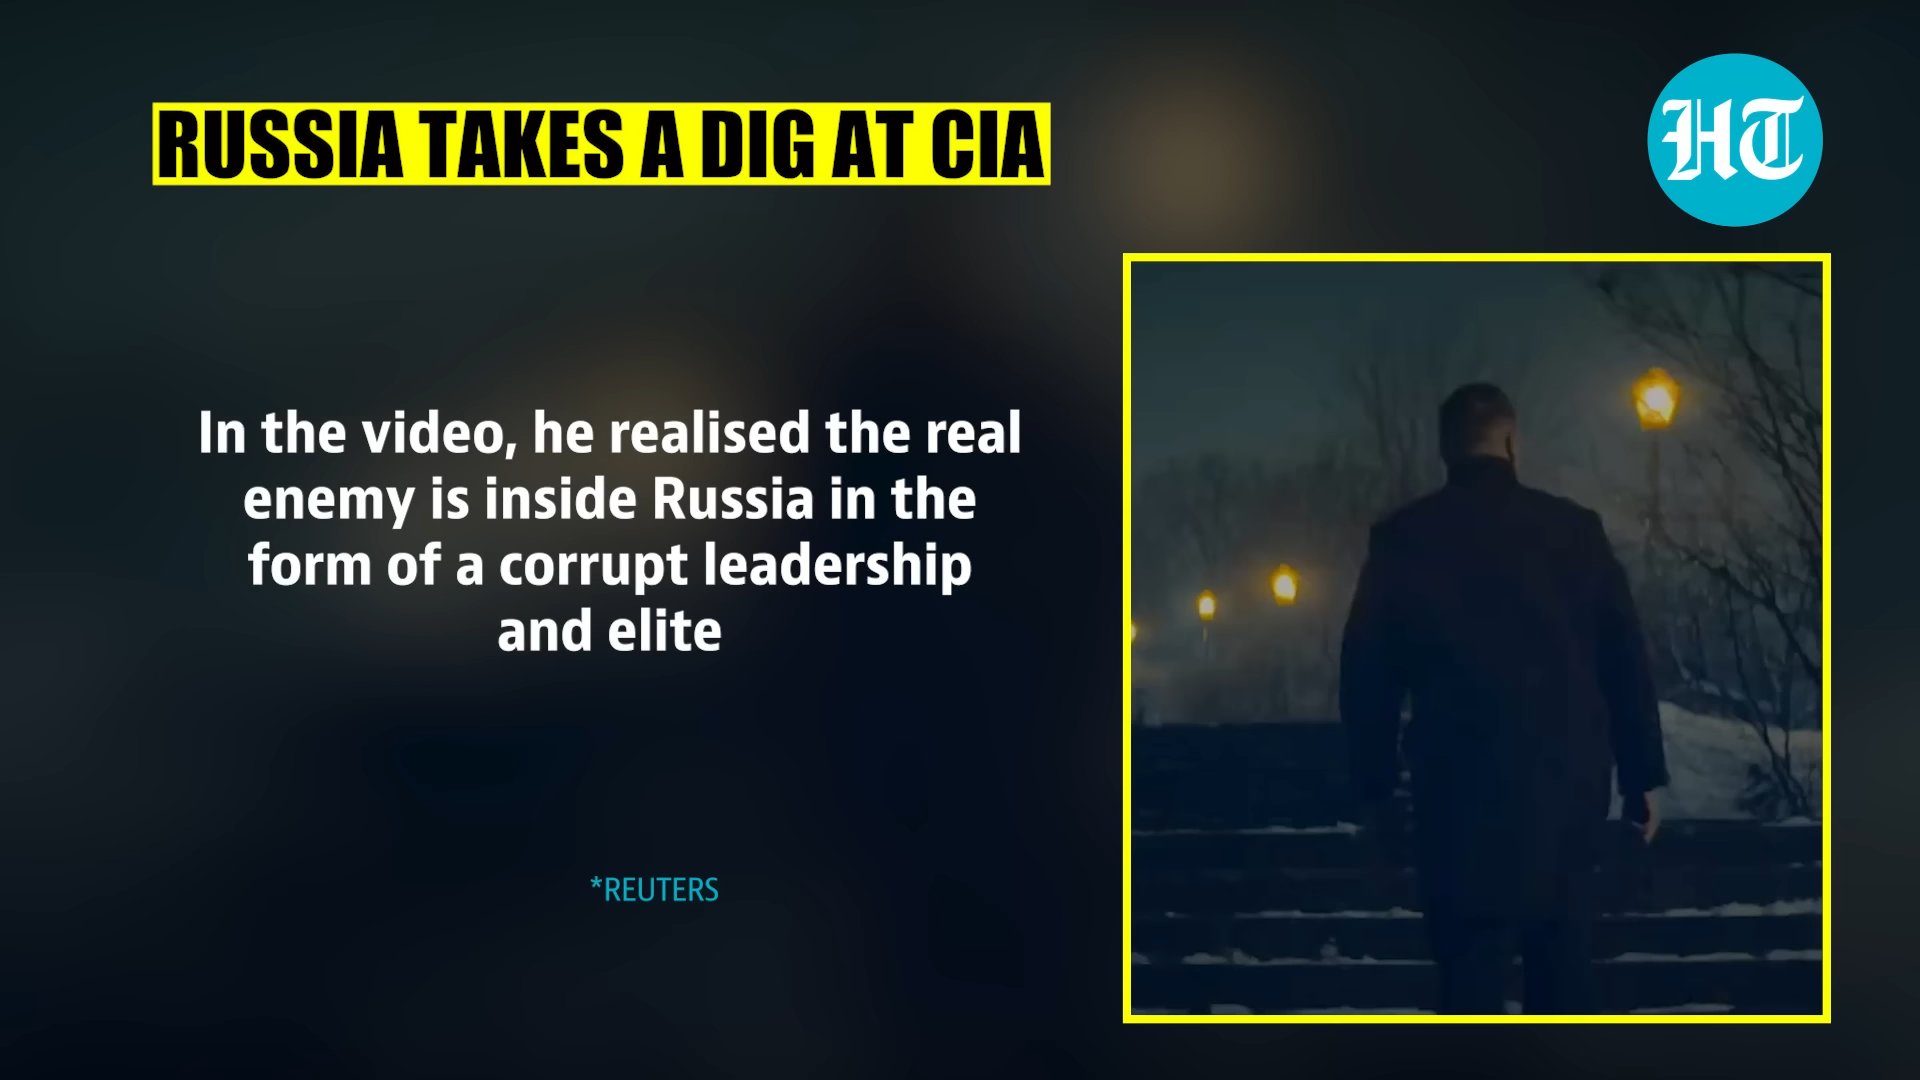 RUSSIA TAKES A DIG AT CIA
HT
In the video, he realised the real
enemy is inside Russia in the
form of a corrupt leadership
and elite
*REUTERS